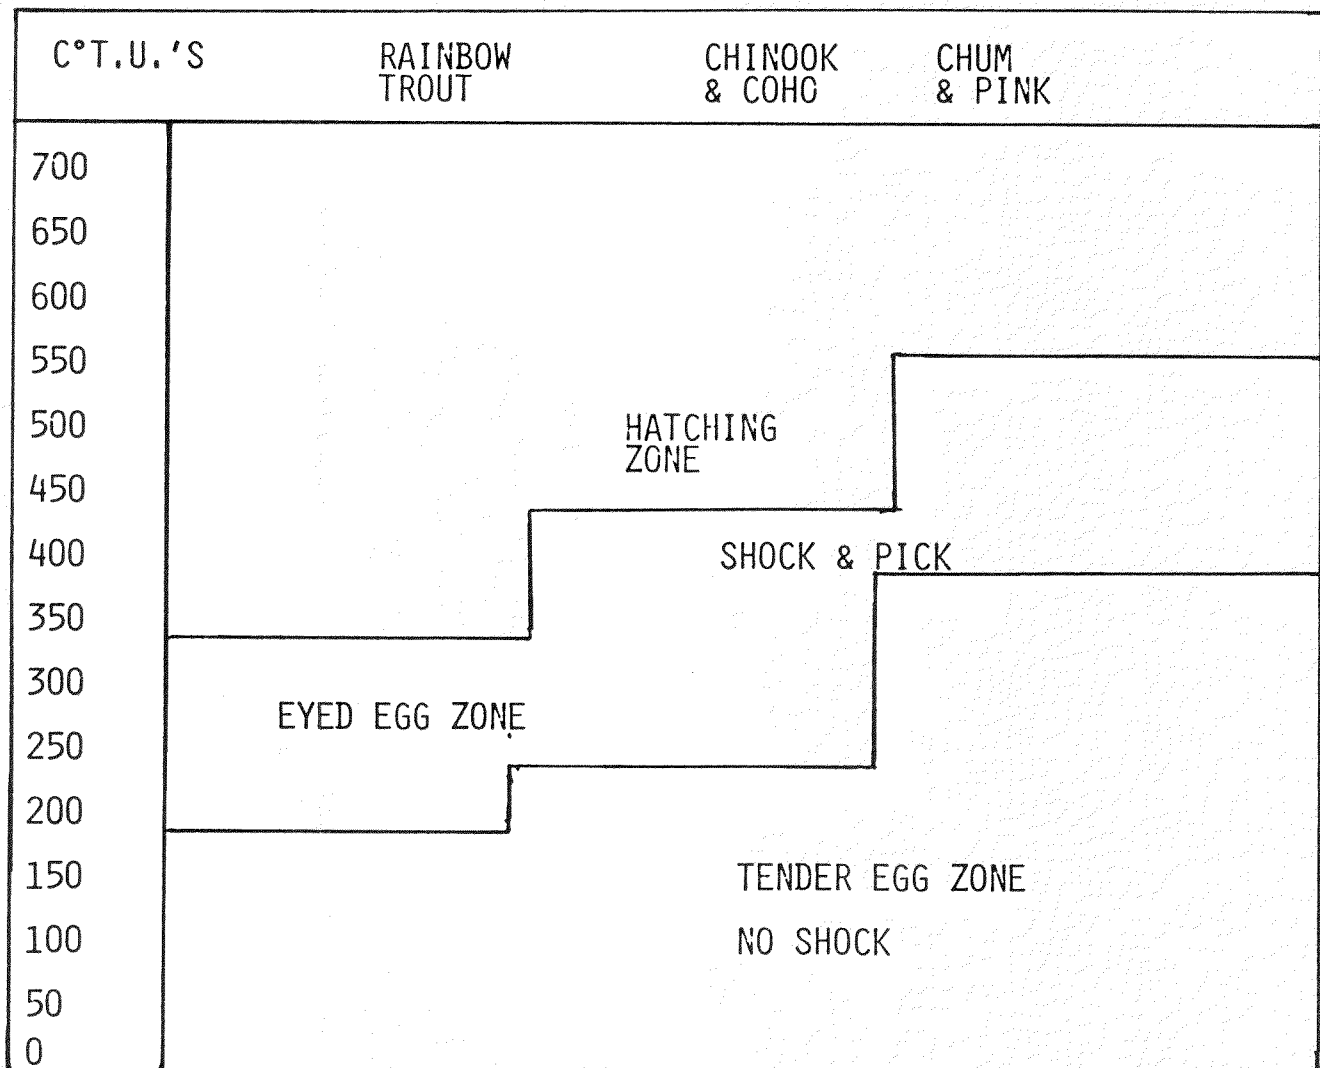 C°T.U.'S
RAINBOW
TROUT
CHINOOK
& COHO
CHUM
& PINK
700
650
600
550
500
450
400
350
300
250
200
150
100
50
0
HATCHING
ZONE
SHOCK & PICK
EYED EGG ZONE
TENDER EGG ZONE
NO SHOCK